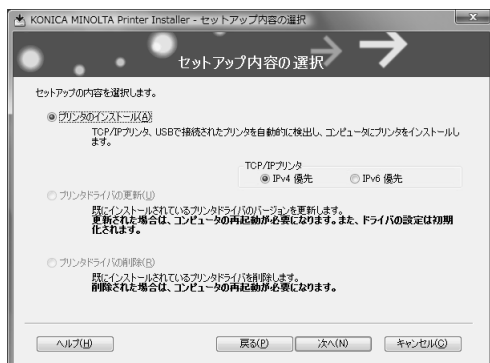 KONICA MINOLTA Printer Installer - セットアップ内容の選択
セットアップ内容の選択
セットアップの内容を選択します。
プリンタのインストール(A)
TCP/IPプリンタ、USBで接続されたプリンタを自動的に検出し、コンピュータにプリンタをインストールし
ます。
TCP/IPプリンタ
IPv4 優先
IPv6 優先
プリンタドライバの更新(U)
既にインストールされているプリンタドライバのバージョンを更新します。
更新された場合は、コンピュータの再起動が必要になります。また、ドライバの設定は初期
化されます。
プリンタドライバの削除(R)
既にインストールされているプリンタドライバを削除します。
削除された場合は、コンピュータの再起動が必要になります。
ヘルプ(H)
戻る(P)
次へ(N)
キャンセル(C)